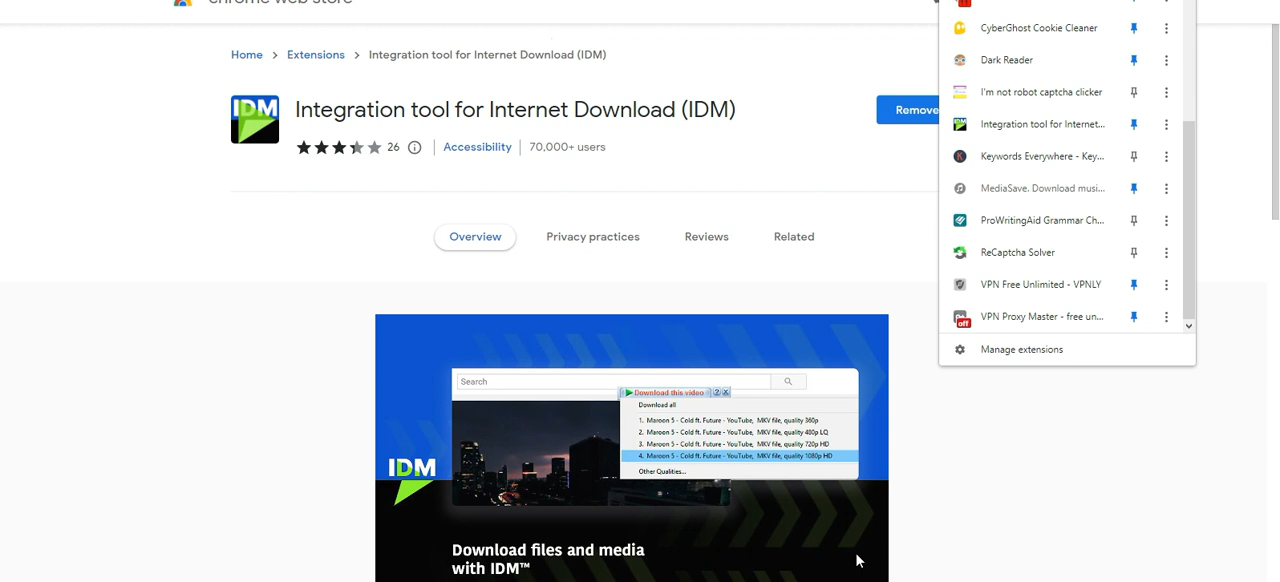 chrome web store
Home > Extensions > Integration tool for Internet Download (IDM)
IDM
Integration tool for Internet Download (IDM)
26 Accessibility 70,000+ users
Remove
Overview Privacy practices Reviews Related
Search
Download this video ? X
Download all
1. Maroon 5 - Cold ft. Future - YouTube, MKV file, quality 360p
2. Maroon 5 - Cold ft. Future - YouTube, MKV file, quality 480p LQ
3. Maroon 5 - Cold ft. Future - YouTube, MKV file, quality 720p HD
4. Maroon 5 - Cold ft. Future - YouTube, MKV file, quality 1080p HD
Other Qualities...
IDM
Download files and media
with IDM™
CyberGhost Cookie Cleaner
Dark Reader
I'm not robot captcha clicker
IDM Integration tool for Internet...
K Keywords Everywhere - Key...
MediaSave. Download musi...
ProWritingAid Grammar Ch...
ReCaptcha Solver
VPN Free Unlimited - VPNLY
off VPN Proxy Master - free un...
Manage extensions